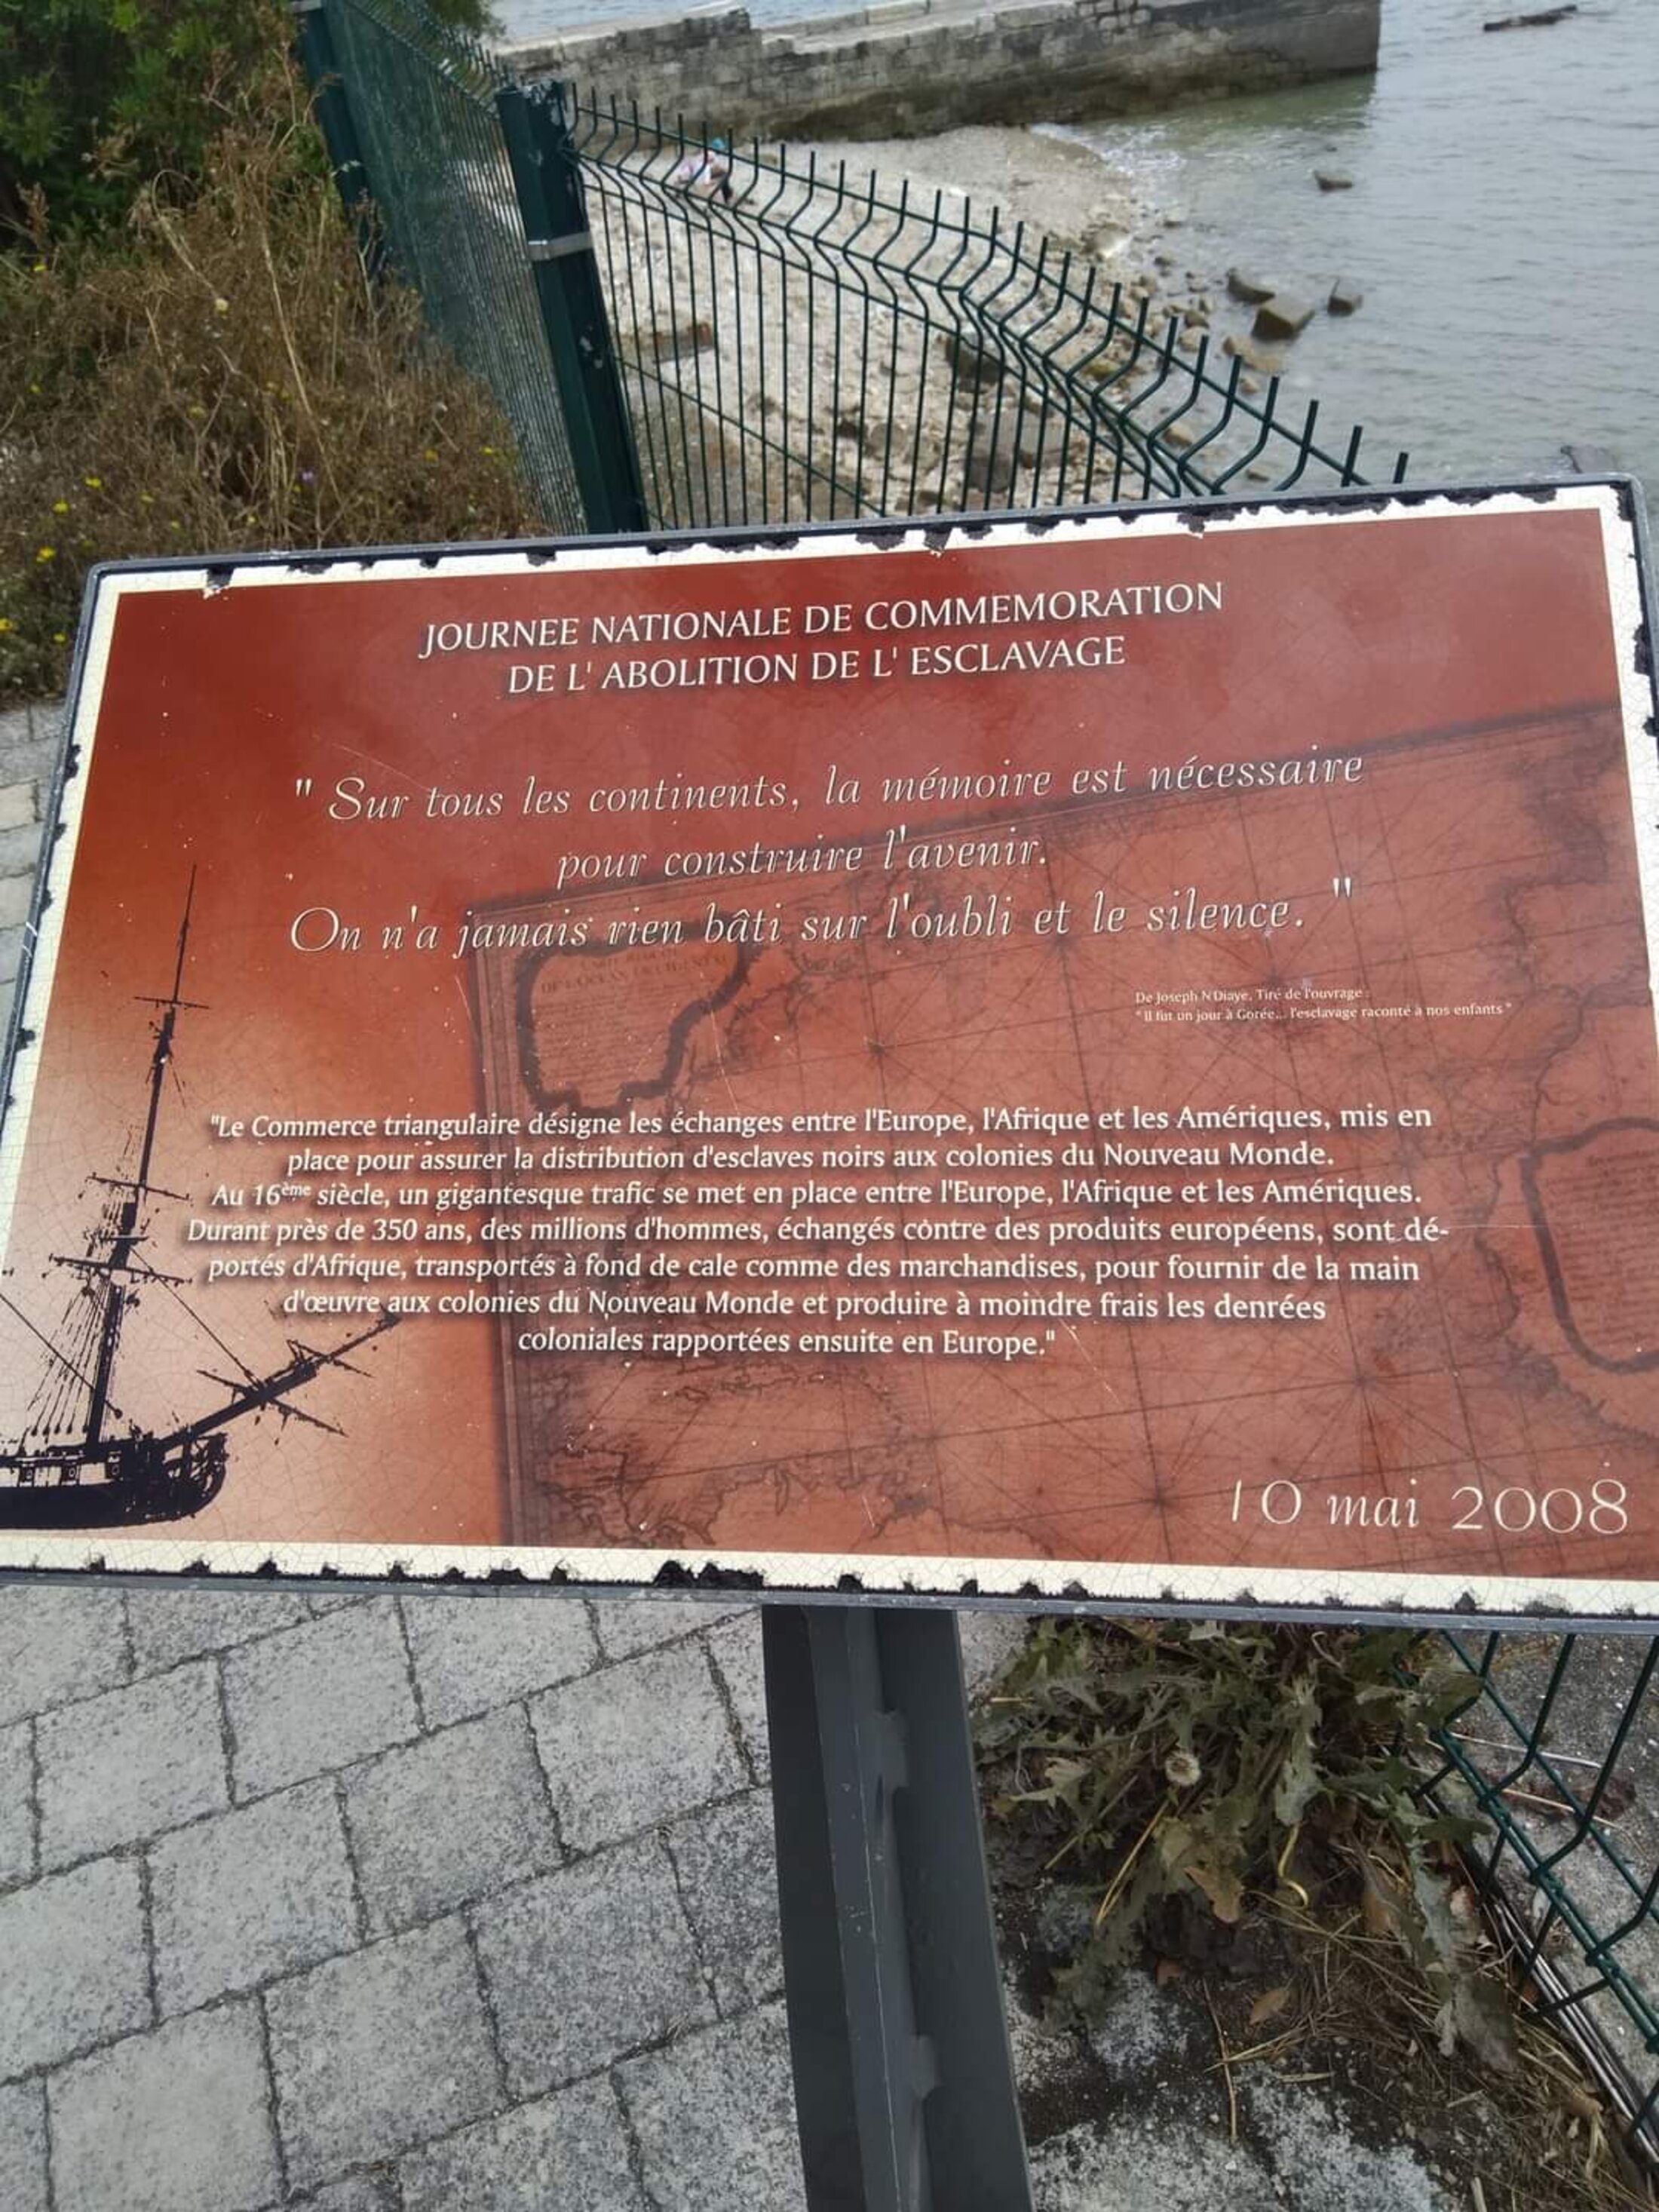 JOURNEE NATIONALE DE COMMEMORATION
DE L' ABOLITION DE L' ESCLAVAGE
" Sur tous les continents, la mémoire est nécessaire
pour construire l'avenir.
On n'a jamais rien bâti sur l'oubli et le silence. "
De Joseph N'Diaye, Tiré de l'ouvrage
" Il fut un jour à Gorée... l'esclavage raconté à nos enfants "
DE L'OCEAN OCCIDENTAL
"Le Commerce triangulaire désigne les échanges entre l'Europe, l'Afrique et les Amériques, mis en
place pour assurer la distribution d'esclaves noirs aux colonies du Nouveau Monde.
Au 16ème siècle, un gigantesque trafic se met en place entre l'Europe, l'Afrique et les Amériques.
Durant près de 350 ans, des millions d'hommes, échangés contre des produits européens, sont dé-
portés d'Afrique, transportés à fond de cale comme des marchandises, pour fournir de la main
d'œuvre aux colonies du Nouveau Monde et produire à moindre frais les denrées
coloniales rapportées ensuite en Europe."
10 mai 2008